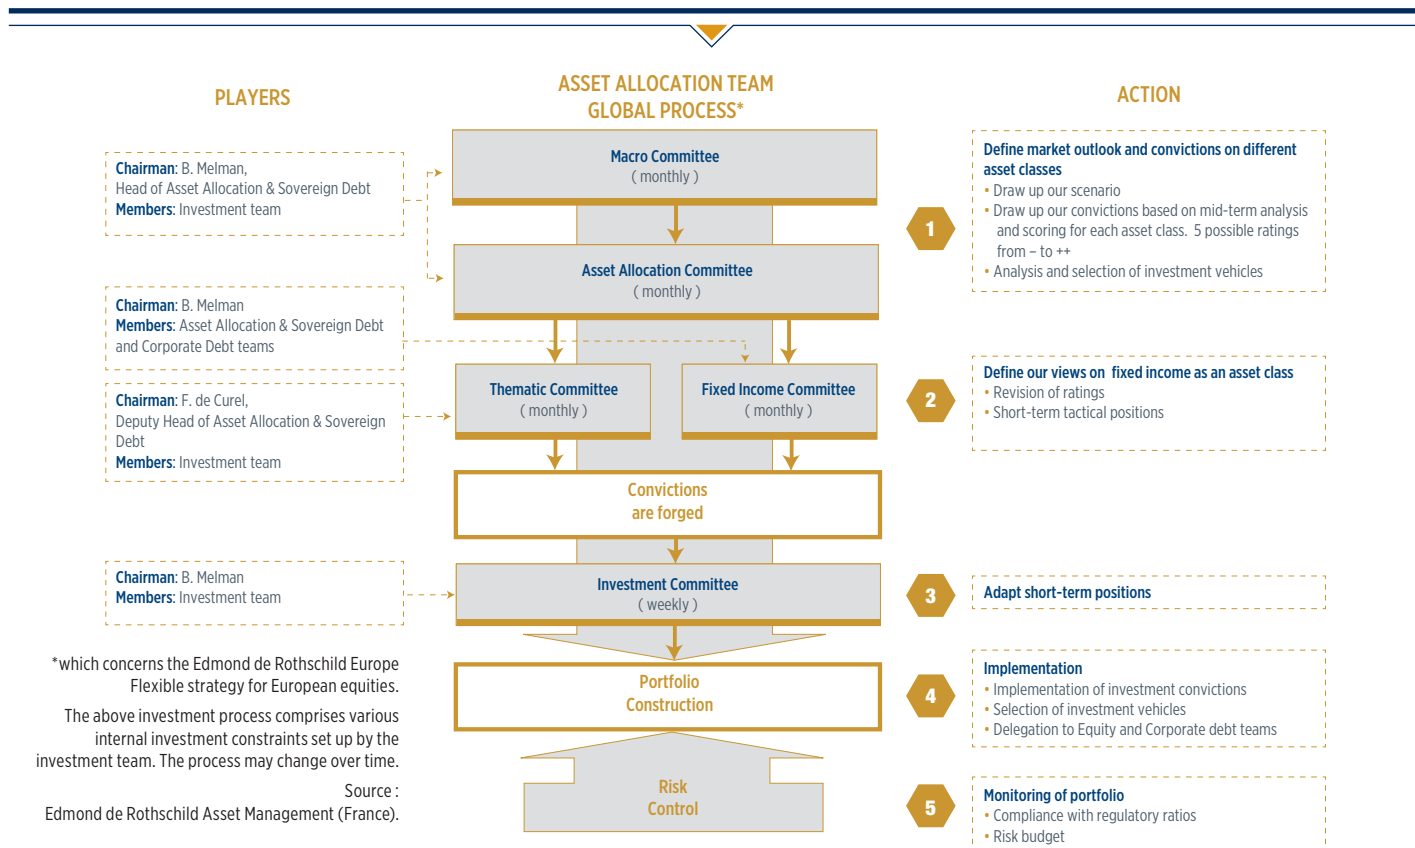 PLAYERS
ASSET ALLOCATION TEAM
GLOBAL PROCESS*
ACTION
Chairman: B. Melman,
Head of Asset Allocation & Sovereign Debt
Members: Investment team
Macro Committee
( monthly )
Asset Allocation Committee
( monthly )
1
Define market outlook and convictions on different
asset classes
• Draw up our scenario
• Draw up our convictions based on mid-term analysis
and scoring for each asset class. 5 possible ratings
from – to ++
• Analysis and selection of investment vehicles
Chairman: B. Melman
Members: Asset Allocation & Sovereign Debt
and Corporate Debt teams
Chairman: F. de Curel,
Deputy Head of Asset Allocation & Sovereign
Debt
Members: Investment team
Thematic Committee
( monthly )
Fixed Income Committee
( monthly )
2
Define our views on fixed income as an asset class
• Revision of ratings
• Short-term tactical positions
Convictions
are forged
Chairman: B. Melman
Members: Investment team
Investment Committee
( weekly )
3
Adapt short-term positions
Portfolio
Construction
4
Implementation
• Implementation of investment convictions
• Selection of investment vehicles
• Delegation to Equity and Corporate debt teams
Risk
Control
5
Monitoring of portfolio
• Compliance with regulatory ratios
• Risk budget
*which concerns the Edmond de Rothschild Europe
Flexible strategy for European equities.
The above investment process comprises various
internal investment constraints set up by the
investment team. The process may change over time.
Source :
Edmond de Rothschild Asset Management (France).